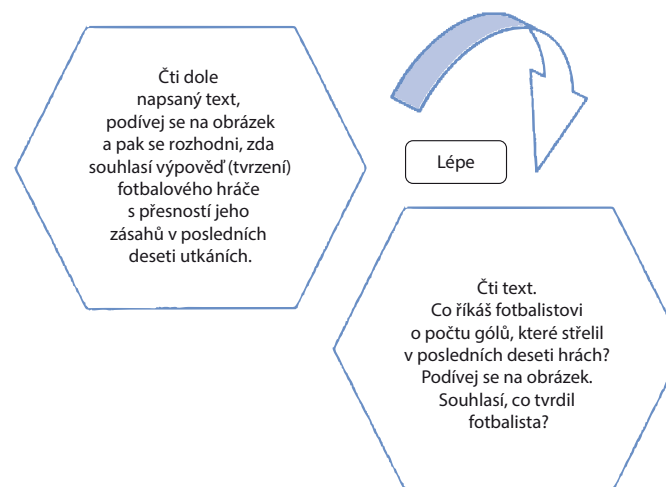 Čti dole
napsaný text,
podívej se na obrázek
a pak se rozhodni, zda
souhlasí výpověď (tvrzení)
fotbalového hráče
s přesností jeho
zásahů v posledních
deseti utkáních.
Lépe
Čti text.
Co říkáš fotbalistovi
o počtu gólů, které střelil
v posledních deseti hrách?
Podívej se na obrázek.
Souhlasí, co tvrdil
fotbalista?